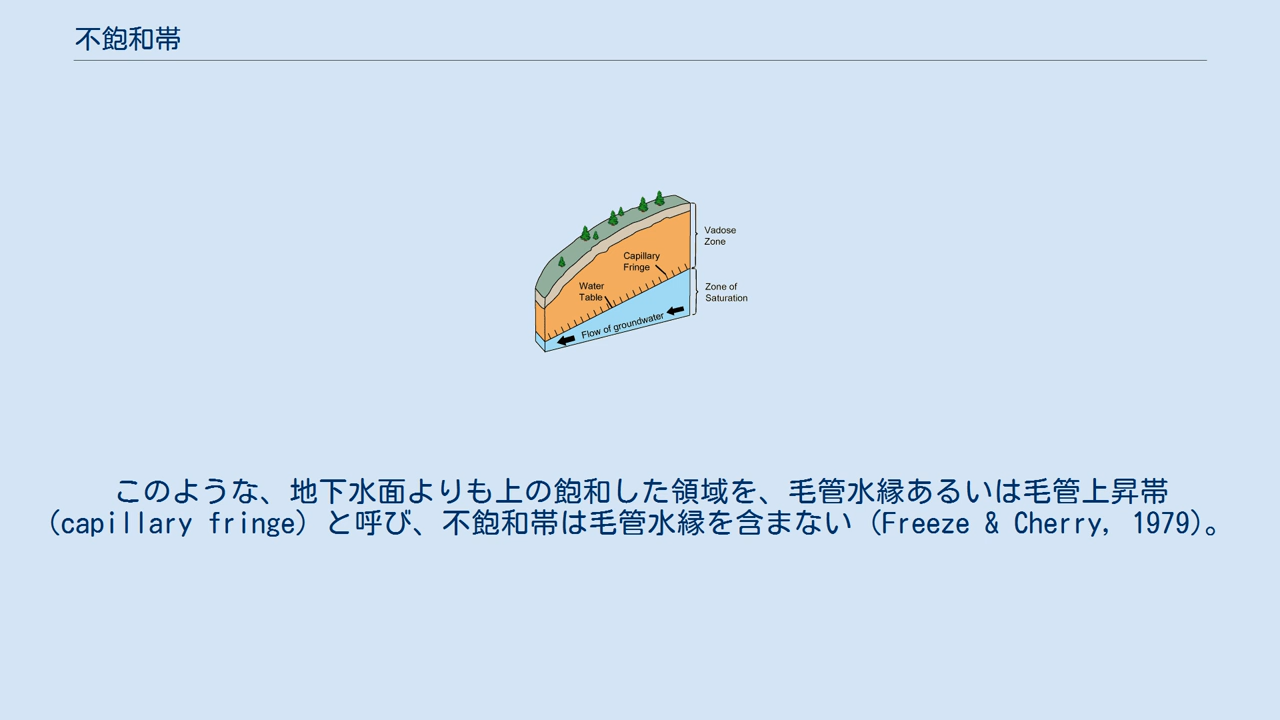 不飽和帯
Vadose
Zone
Capillary
Fringe
Water
Table
Zone of
Saturation
Flow of groundwater
このような、地下水面よりも上の飽和した領域を、毛管水縁あるいは毛管上昇帯
(capillary fringe) と呼び、不飽和帯は毛管水縁を含まない (Freeze & Cherry, 1979)。